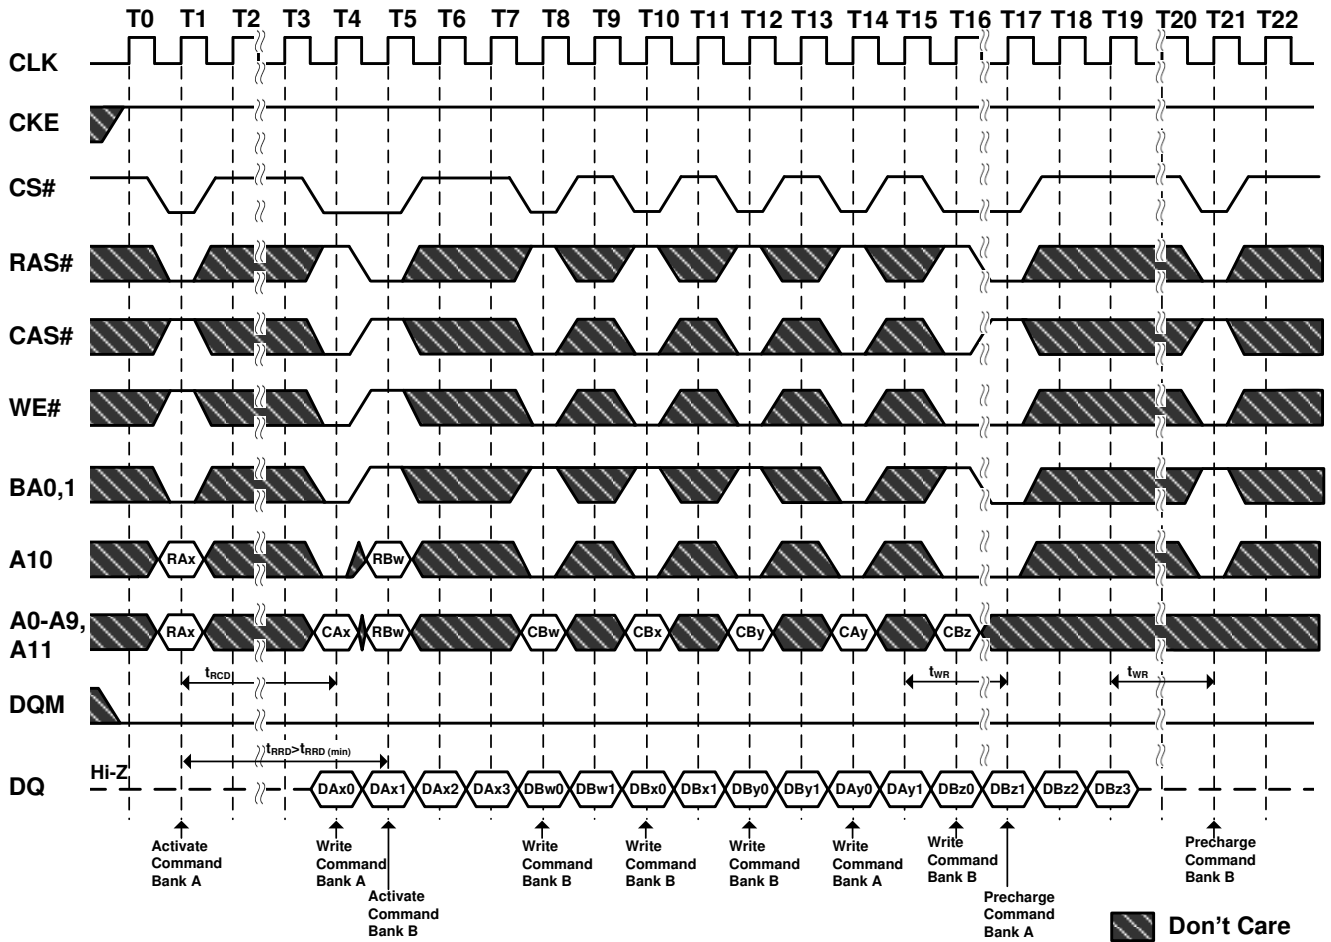 T0 T1 T2 T3 T4 T5 T6 T7 T8 T9 T10 T11 T12 T13 T14 T15 T16 T17 T18 T19 T20 T21 T22
CLK
CKE
CS#
RAS#
CAS#
WE#
BA0,1
A10
RAx RBw
A0-A9,
A11
RAx CAx RBw CBw CBx CBy CAy CBz
tRCD tWR tWR
DQM
tRRD>tRRD (min)
Hi-Z
DQ
DAx0 DAx1 DAx2 DAx3 DBw0 DBw1 DBx0 DBx1 DBy0 DBy1 DAy0 DAy1 DBz0 DBz1 DBz2 DBz3
Activate
Command
Bank A
Write
Command
Bank A
Activate
Command
Bank B
Write
Command
Bank B
Write
Command
Bank B
Write
Command
Bank B
Write
Command
Bank A
Write
Command
Bank B
Precharge
Command
Bank A
Precharge
Command
Bank B
Don't Care